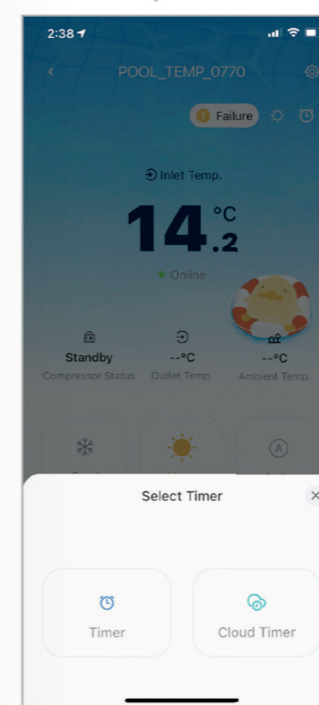 2:38
POOL_TEMP_0770
Failure
Inlet Temp.
14.2 °C
Online
Standby --°C --°C
Compressor Status Outlet Temp. Ambient Temp.
A
Select Timer
Timer Cloud Timer